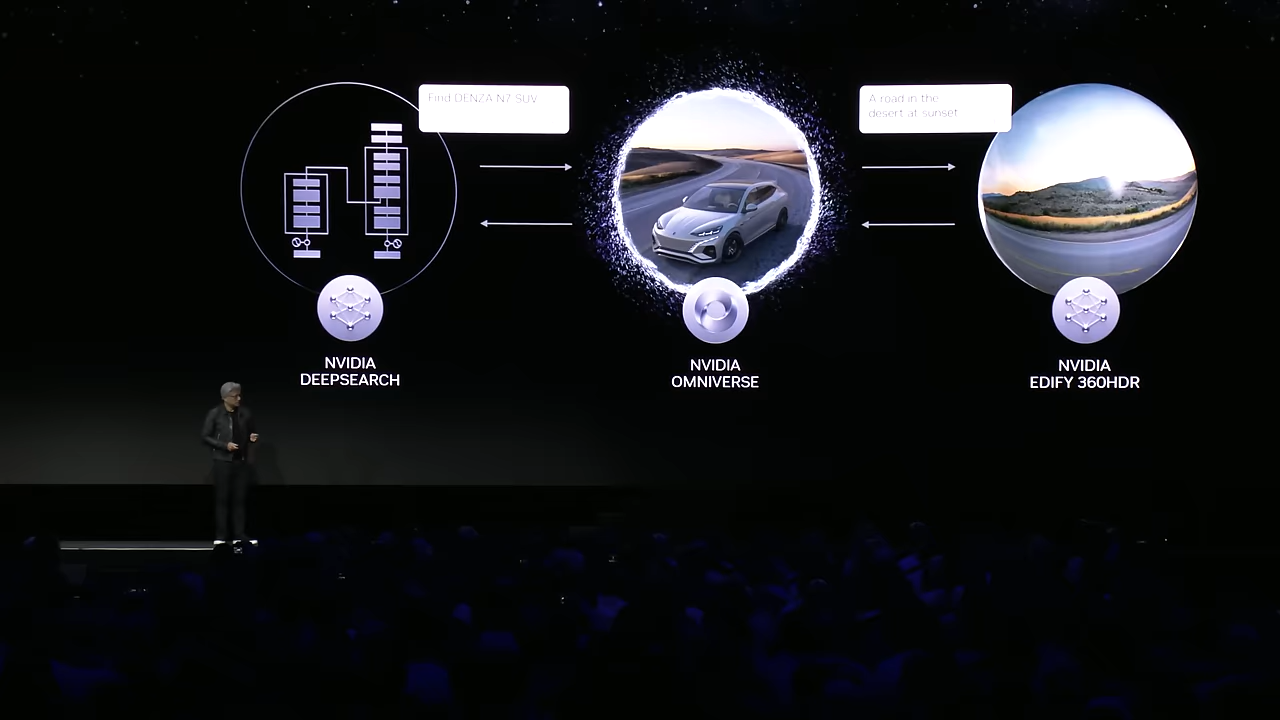 Find DENZA N7 SUV
A road in the
desert at sunset
NVIDIA
DEEPSEARCH
NVIDIA
OMNIVERSE
NVIDIA
EDIFY 360HDR